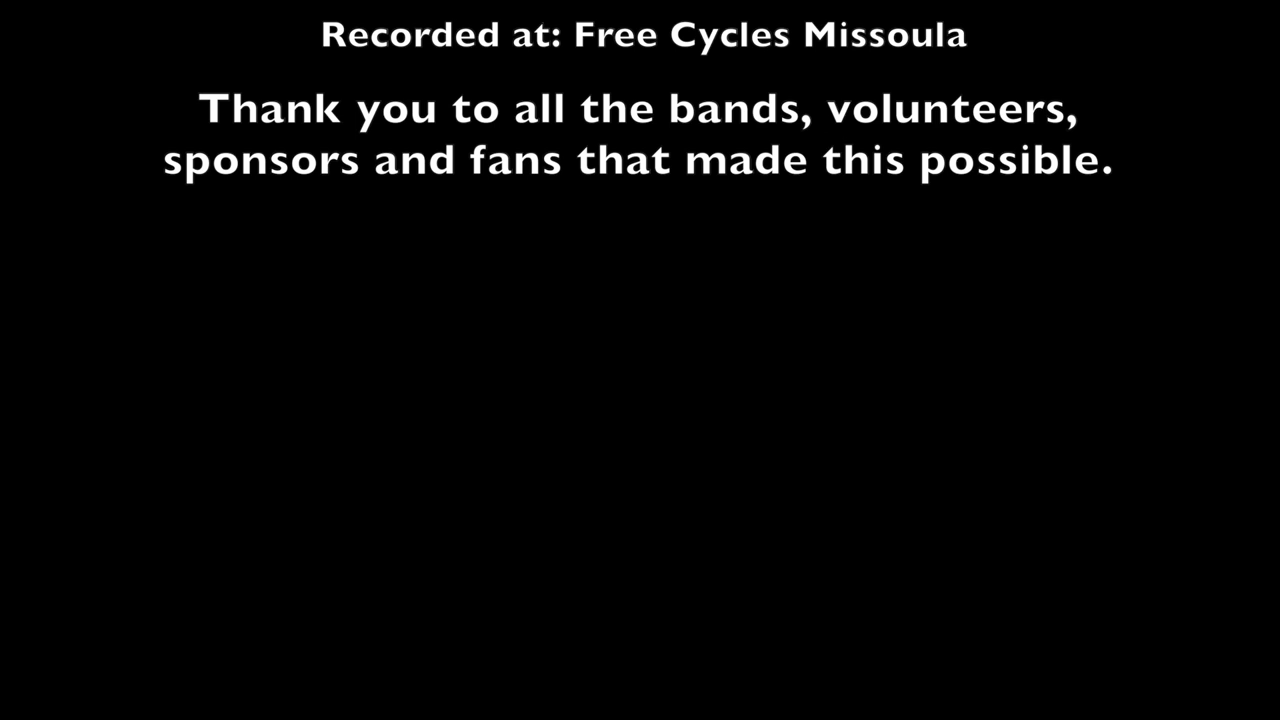 Recorded at: Free Cycles Missoula
Thank you to all the bands, volunteers,
sponsors and fans that made this possible.